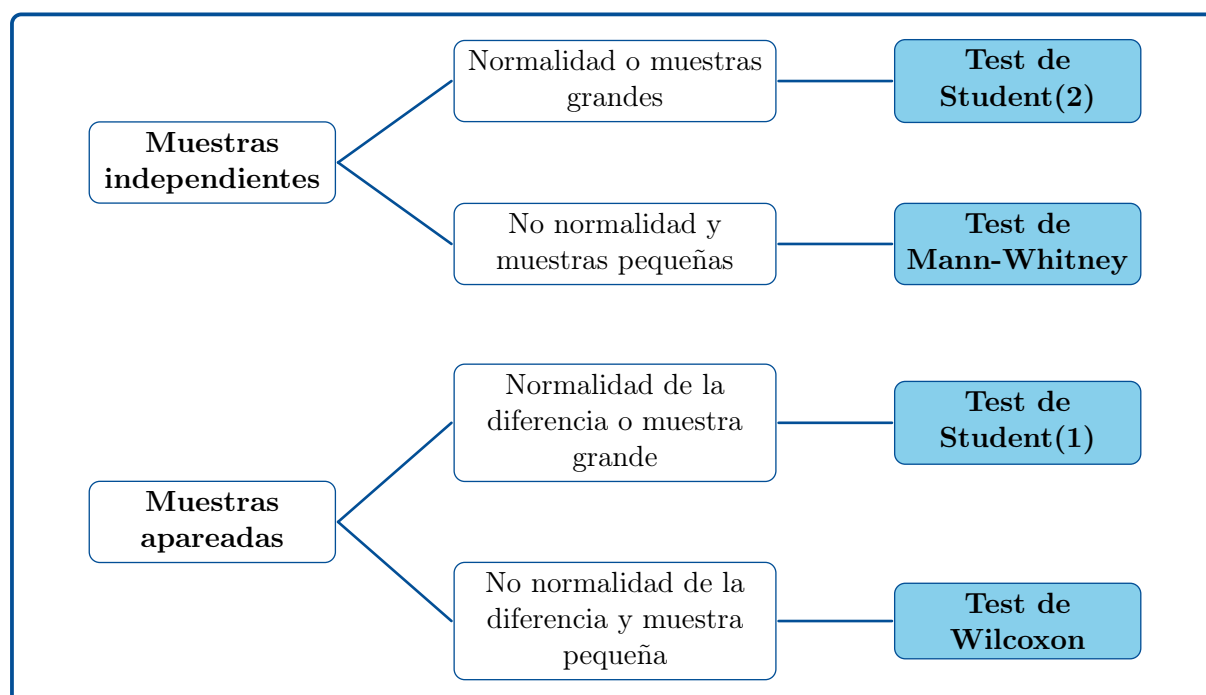 Normalidad o muestras
grandes
Test de
Student(2)
Muestras
independientes
No normalidad y
muestras pequeñas
Test de
Mann-Whitney
Normalidad de la
diferencia o muestra
grande
Test de
Student(1)
Muestras
apareadas
No normalidad de la
diferencia y muestra
pequeña
Test de
Wilcoxon